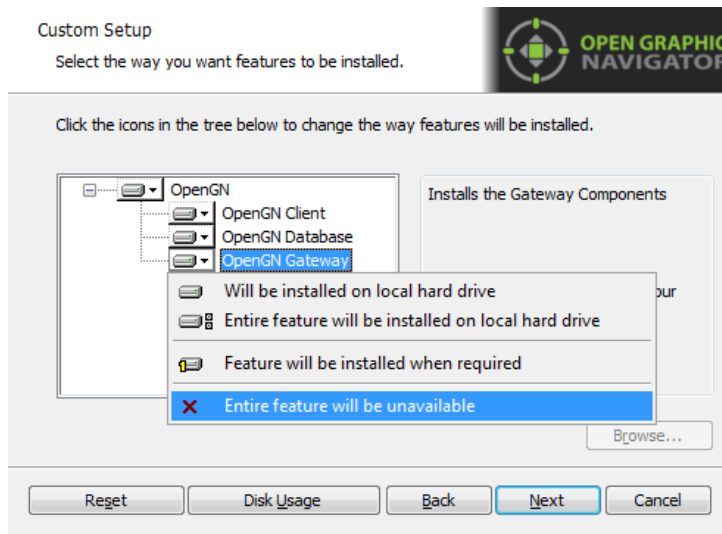 Custom Setup
Select the way you want features to be installed.
OPEN GRAPHIC
NAVIGATOR
Click the icons in the tree below to change the way features will be installed.
OpenGN
OpenGN Client
OpenGN Database
OpenGN Gateway
Installs the Gateway Components
Will be installed on local hard drive
Entire feature will be installed on local hard drive
Feature will be installed when required
Entire feature will be unavailable
Browse...
Reset
Disk Usage
Back
Next
Cancel